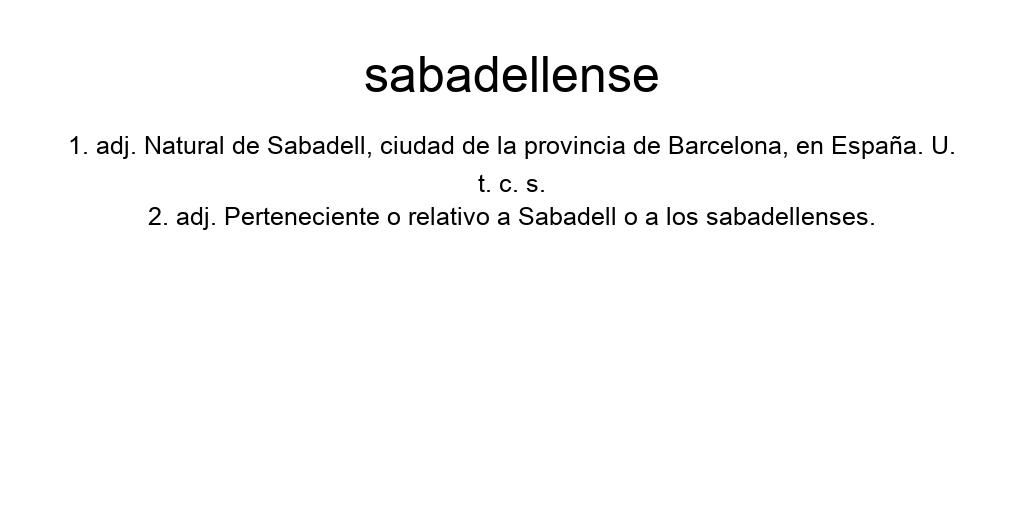 sabadellense
1. adj. Natural de Sabadell, ciudad de la provincia de Barcelona, en España. U.
t. c. s.
2. adj. Perteneciente o relativo a Sabadell o a los sabadellenses.